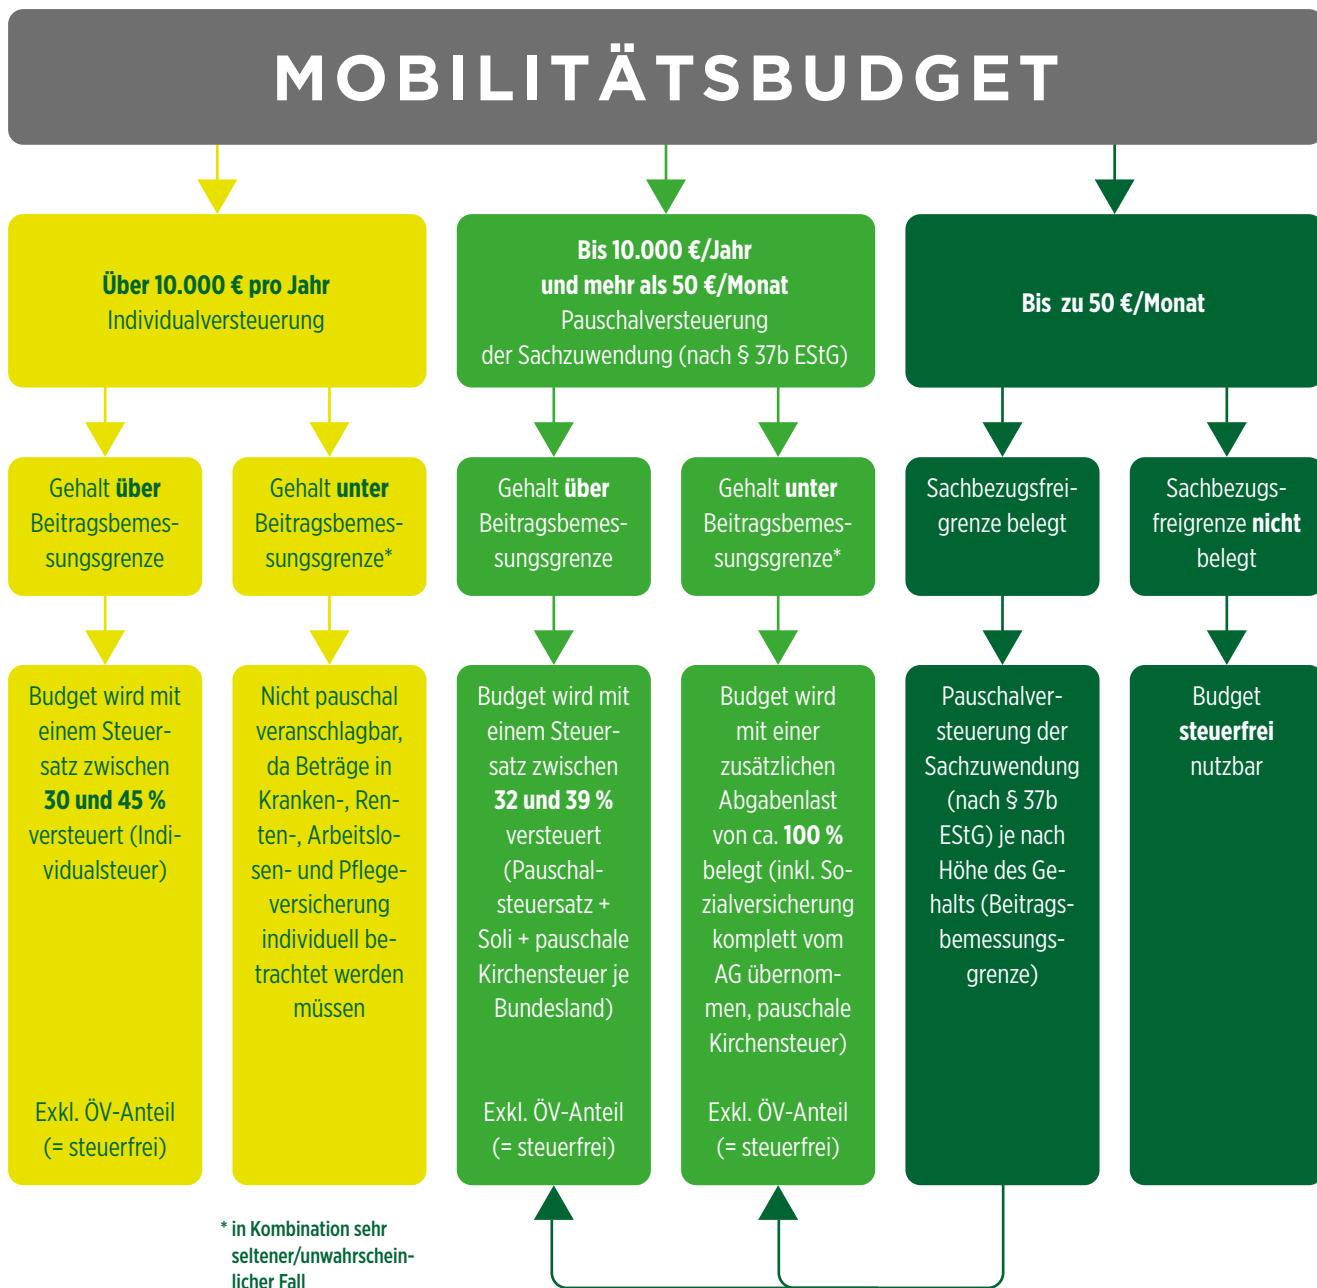 MOBILITÄTSBUDGET
Über 10.000 € pro Jahr
Individualversteuerung
Bis 10.000 €/Jahr
und mehr als 50 €/Monat
Pauschalversteuerung
der Sachzuwendung (nach § 37b EStG)
Bis zu 50 €/Monat
Gehalt über
Beitragsbemes-
sungsgrenze
Gehalt unter
Beitragsbemes-
sungsgrenze*
Gehalt über
Beitragsbemes-
sungsgrenze
Gehalt unter
Beitragsbemes-
sungsgrenze*
Sachbezugsfrei-
grenze belegt
Sachbezugs-
freigrenze nicht
belegt
Budget wird mit
einem Steuer-
satz zwischen
30 und 45 %
versteuert (Indi-
vidualsteuer)
Exkl. ÖV-Anteil
(= steuerfrei)
Nicht pauschal
veranschlagbar,
da Beträge in
Kranken-, Ren-
ten-, Arbeitslo-
sen- und Pflege-
versicherung
individuell be-
trachtet werden
müssen
Budget wird mit
einem Steuer-
satz zwischen
32 und 39 %
versteuert
(Pauschal-
steuersatz +
Soli + pauschale
Kirchensteuer je
Bundesland)
Exkl. ÖV-Anteil
(= steuerfrei)
Budget wird
mit einer
zusätzlichen
Abgabenlast
von ca. 100 %
belegt (inkl. So-
zialversicherung
komplett vom
AG übernom-
men, pauschale
Kirchensteuer)
Exkl. ÖV-Anteil
(= steuerfrei)
Pauschalver-
steuerung der
Sachzuwendung
(nach § 37b
EStG) je nach
Höhe des Ge-
halts (Beitrags-
bemessungs-
grenze)
Budget
steuerfrei
nutzbar
* in Kombination sehr
seltener/unwahrschein-
licher Fall